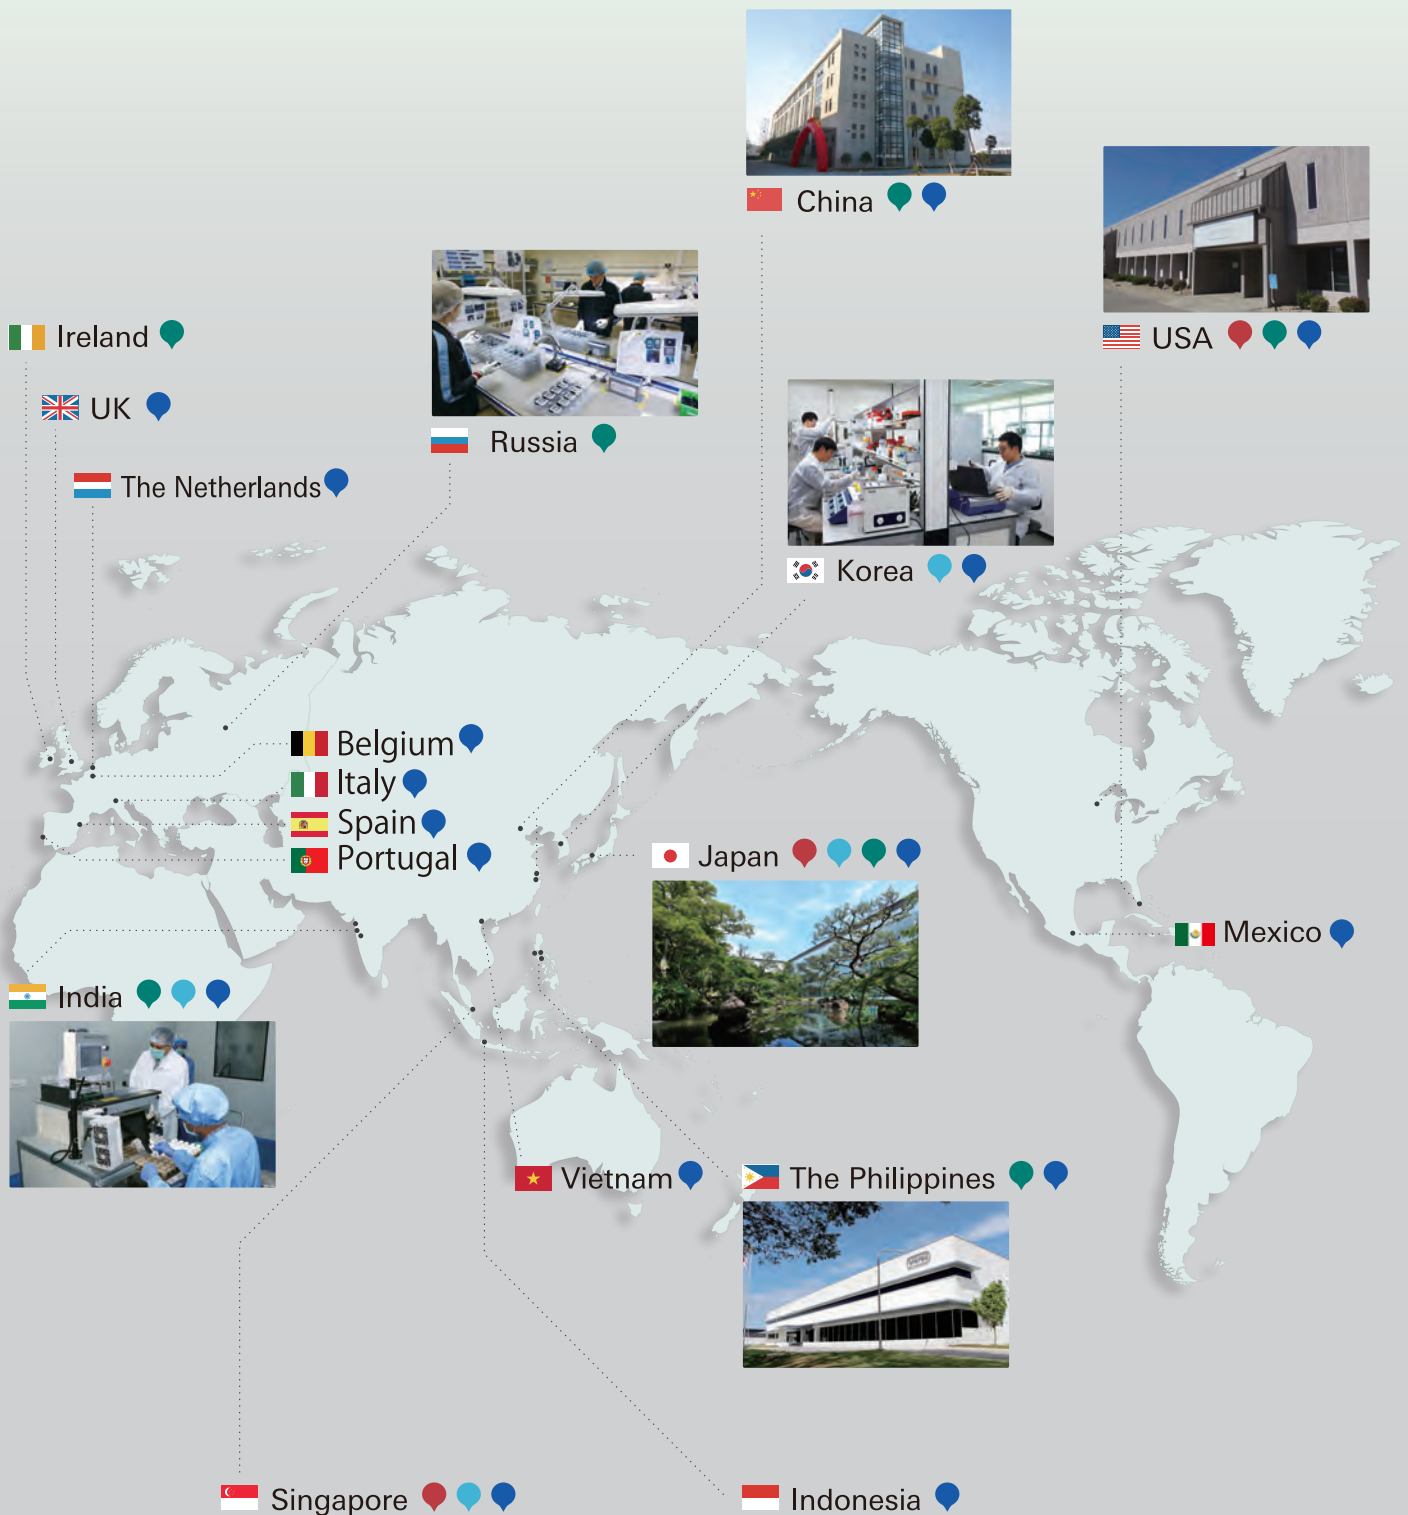 China
USA
Ireland
UK
Russia
The Netherlands
Korea
Belgium
Italy
Spain
Portugal
Japan
Mexico
India
Vietnam
The Philippines
Singapore
Indonesia